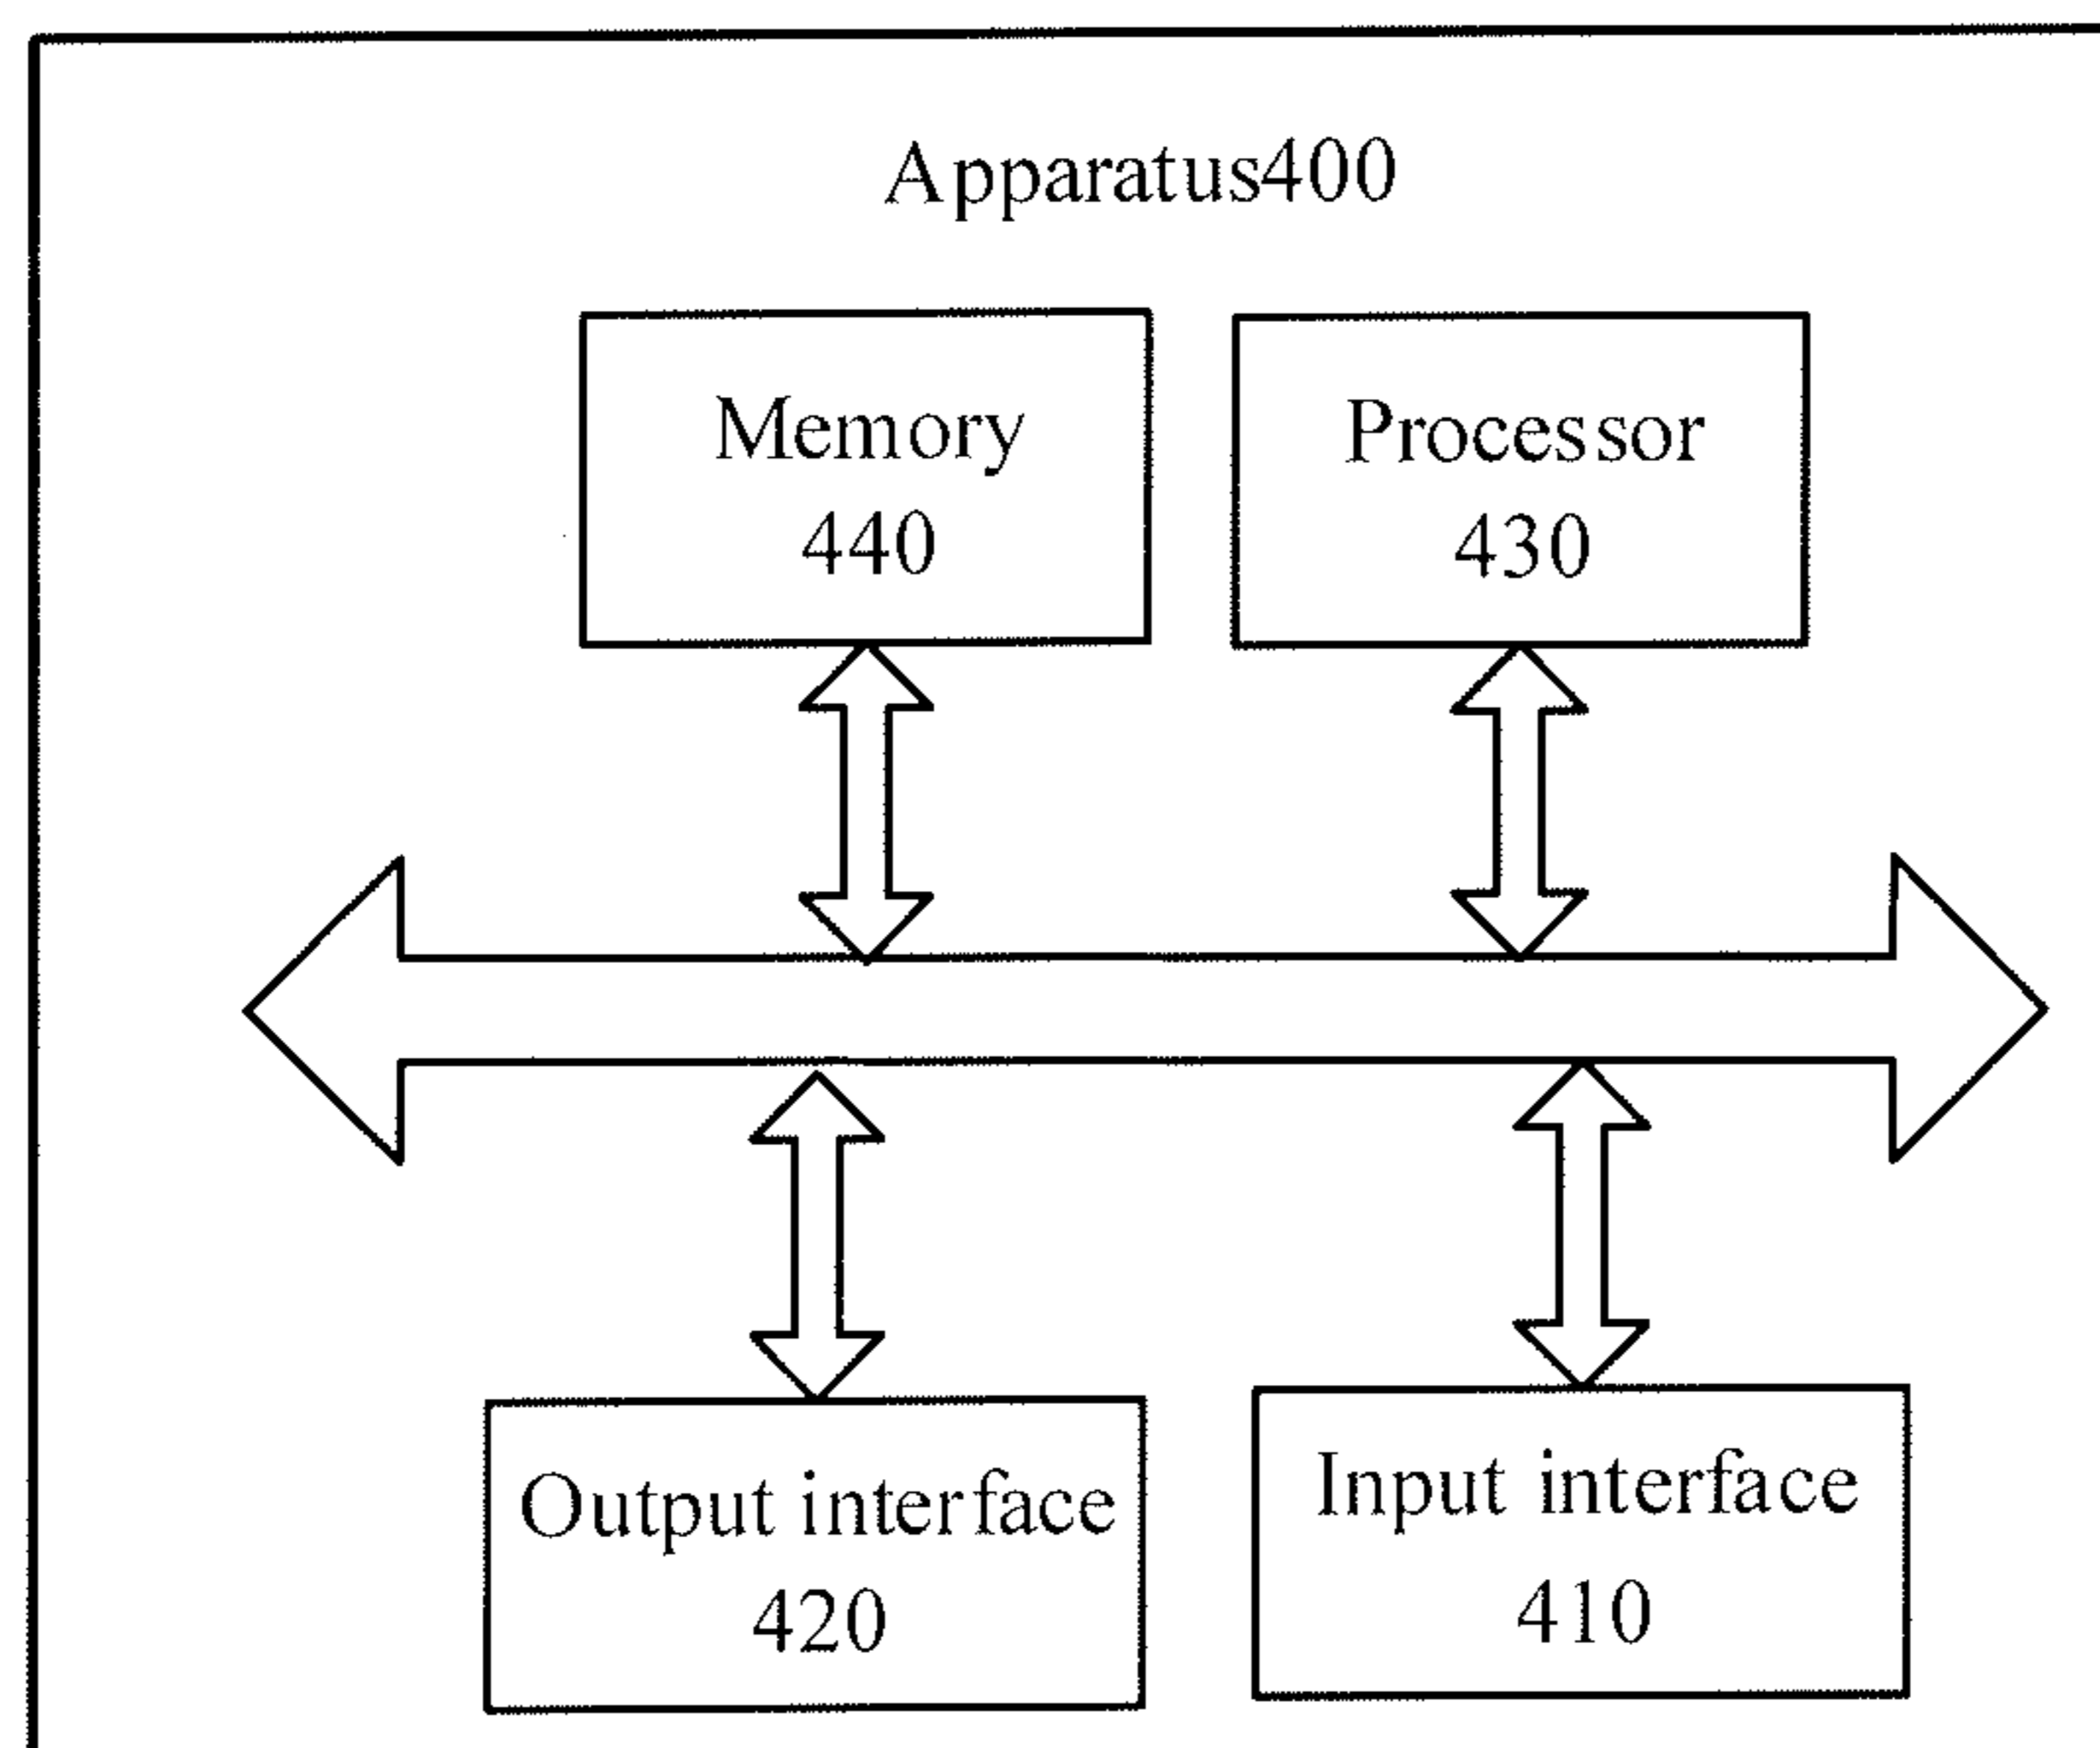 Apparatus400
Memory
440
Processor
430
Output interface
420
Input interface
410